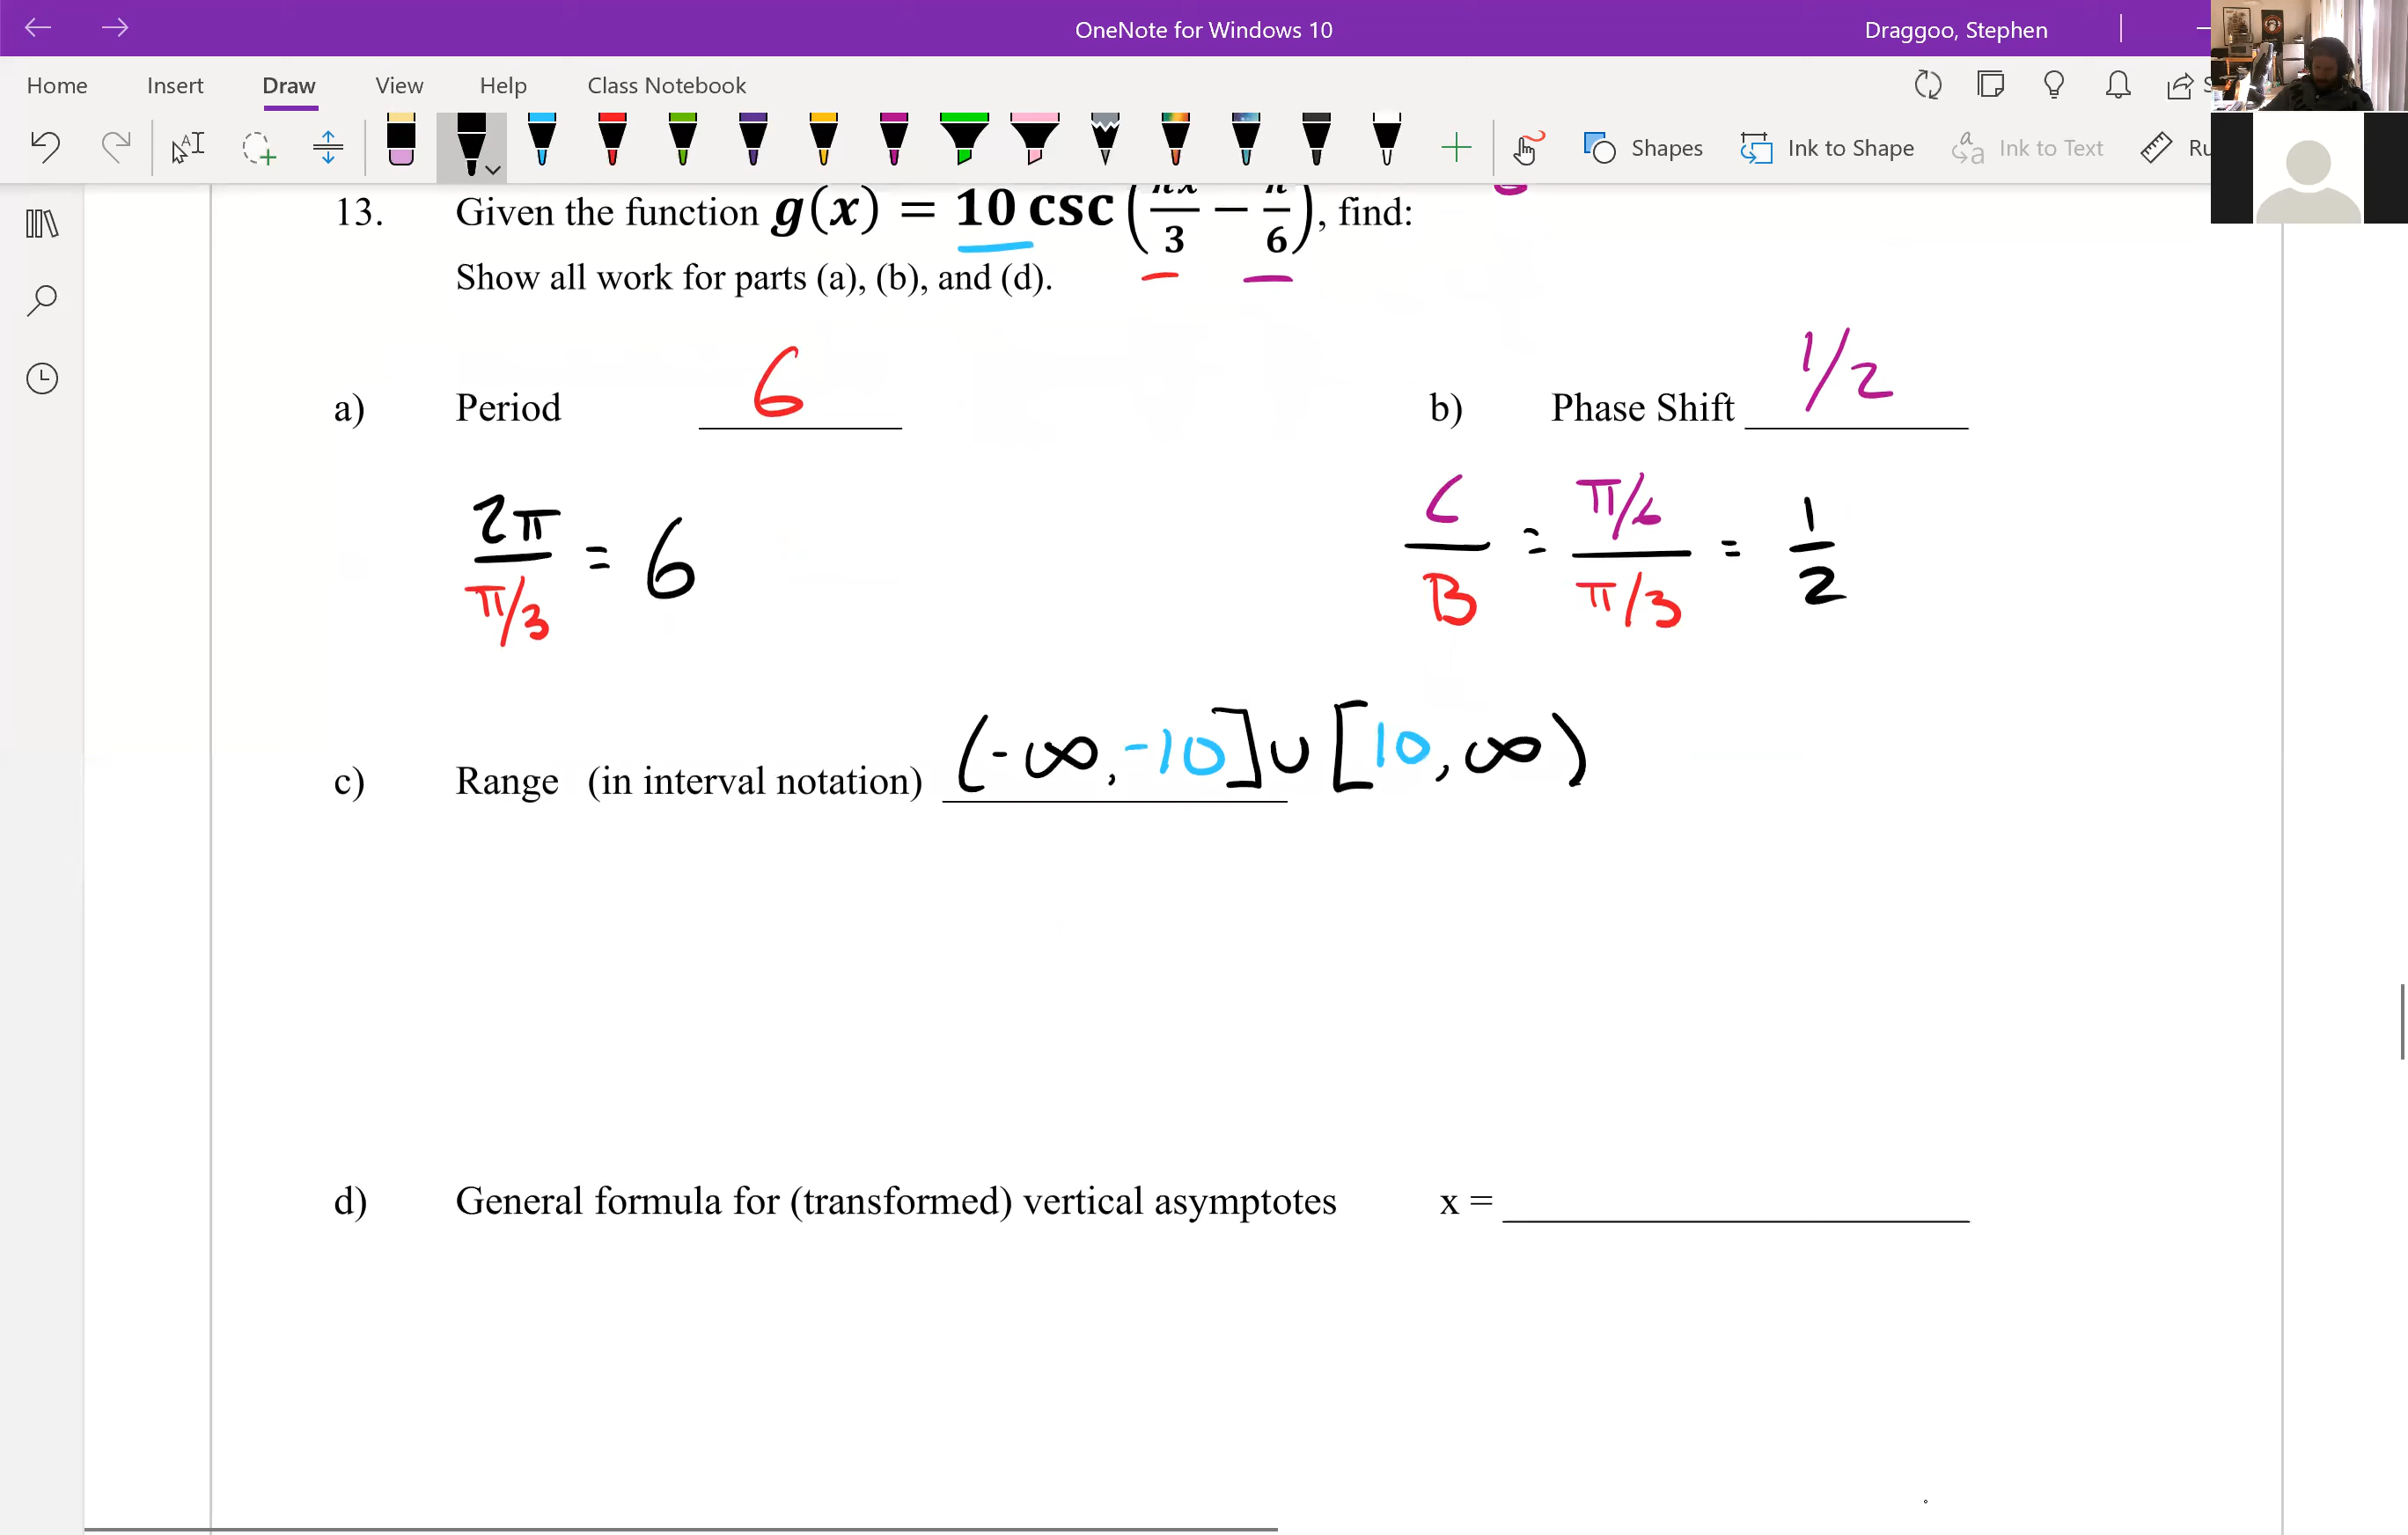 OneNote for Windows 10
Draggoo, Stephen
Home Insert Draw View Help Class Notebook
Shapes Ink to Shape Ink to Text Ru
13. Given the function g(x) = 10 csc (πx/3 − π/6), find:
Show all work for parts (a), (b), and (d).
a) Period 6
b) Phase Shift 1/2
2π/(π/3) = 6
C/B = (π/6)/(π/3) = 1/2
c) Range (in interval notation) (-∞, -10] ∪ [10, ∞)
d) General formula for (transformed) vertical asymptotes x =